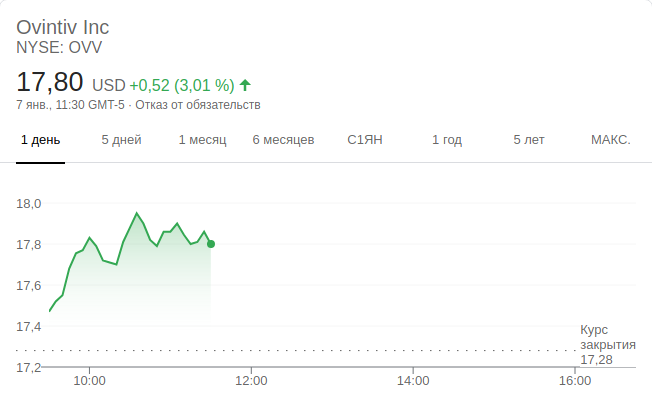 Ovintiv Inc
NYSE: OVV
17,80 USD +0,52 (3,01 %)
7 янв., 11:30 GMT-5 · Отказ от обязательств
1 день 5 дней 1 месяц 6 месяцев С1ЯН 1 год 5 лет МАКС.
18,0
17,8
17,6
17,4
Курс
закрытия
17,28
17,2
10:00 12:00 14:00 16:00